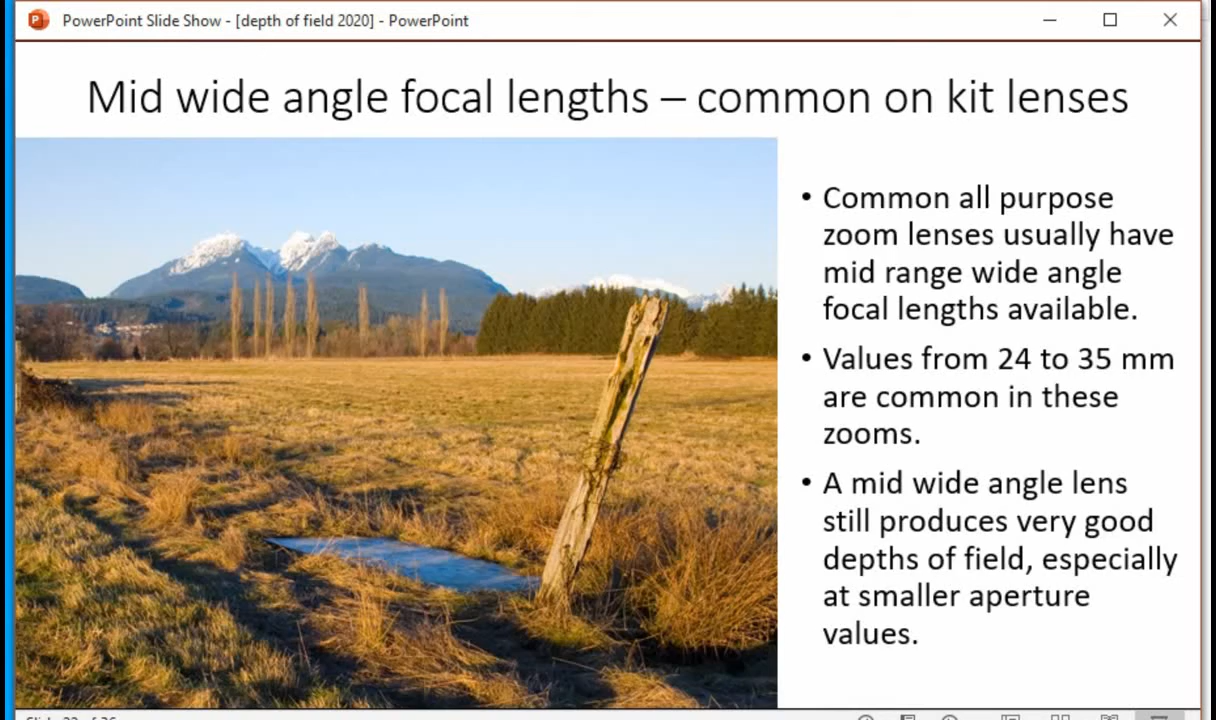 PowerPoint Slide Show - [depth of field 2020] - PowerPoint
Mid wide angle focal lengths – common on kit lenses
• Common all purpose
zoom lenses usually have
mid range wide angle
focal lengths available.
• Values from 24 to 35 mm
are common in these
zooms.
• A mid wide angle lens
still produces very good
depths of field, especially
at smaller aperture
values.